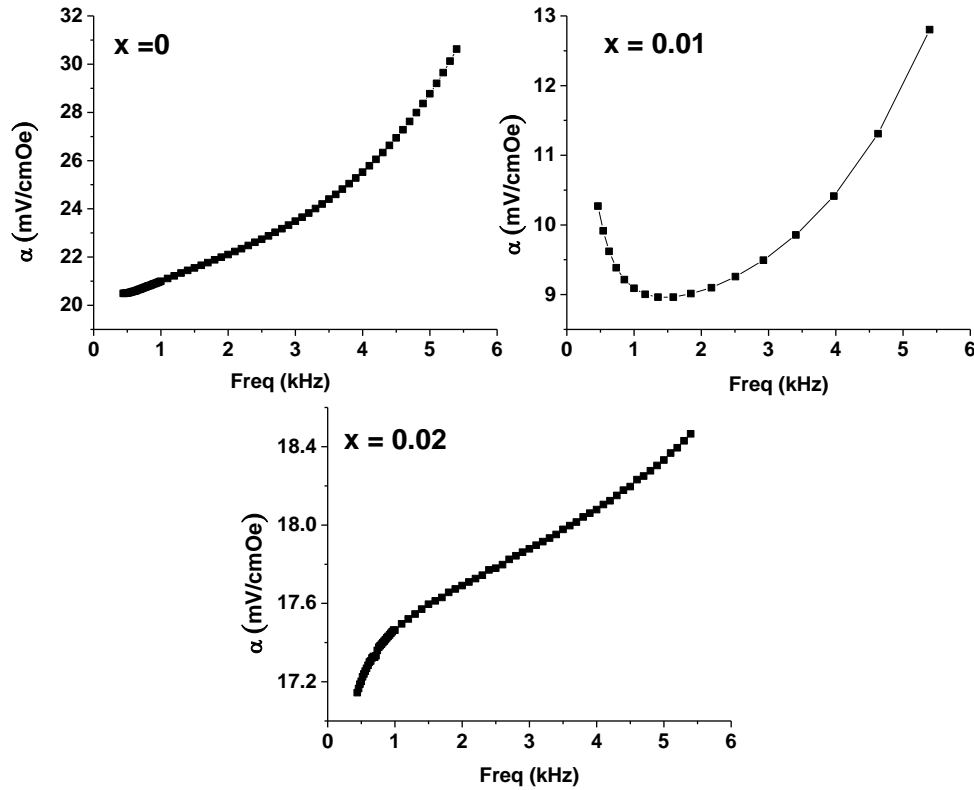 x =0
32
30
28
26
24
22
20
α (mV/cmOe)
0 1 2 3 4 5 6
Freq (kHz)
x = 0.01
13
12
11
10
9
α (mV/cmOe)
0 1 2 3 4 5 6
Freq (kHz)
x = 0.02
18.4
18.0
17.6
17.2
α (mV/cmOe)
0 1 2 3 4 5 6
Freq (kHz)